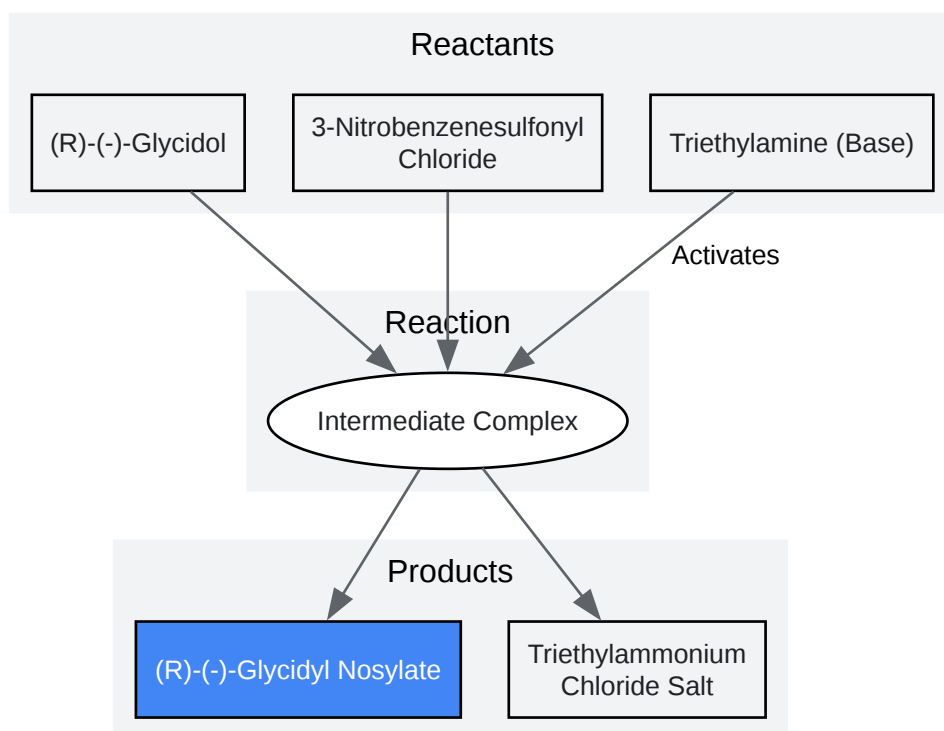 Reactants
(R)-(-)-Glycidol
3-Nitrobenzenesulfonyl
Chloride
Triethylamine (Base)
Activates
Reaction
Intermediate Complex
Products
(R)-(-)-Glycidyl Nosylate
Triethylammonium
Chloride Salt